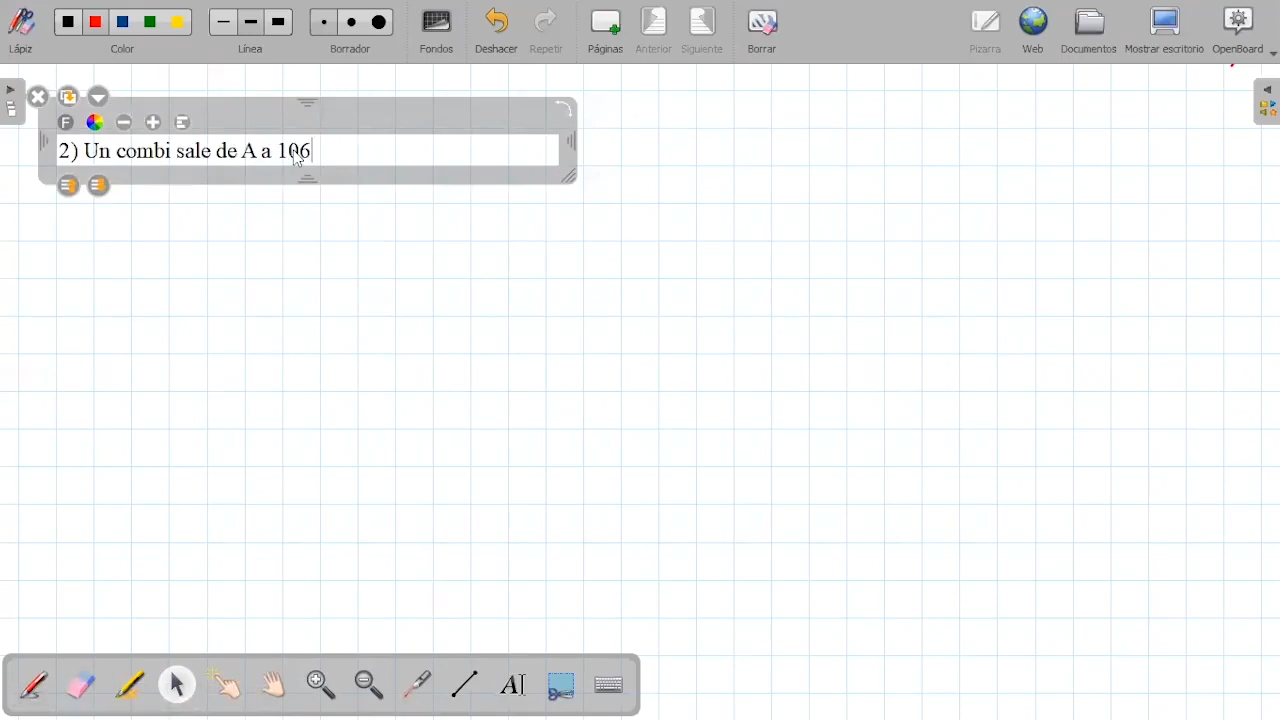 Lápiz
Color
Línea
Borrador
Fondos
Deshacer
Repetir
Páginas
Anterior
Siguiente
Borrar
Pizarra
Web
Documentos
Mostrar escritorio
OpenBoard
F
2) Un combi sale de A a 106
A